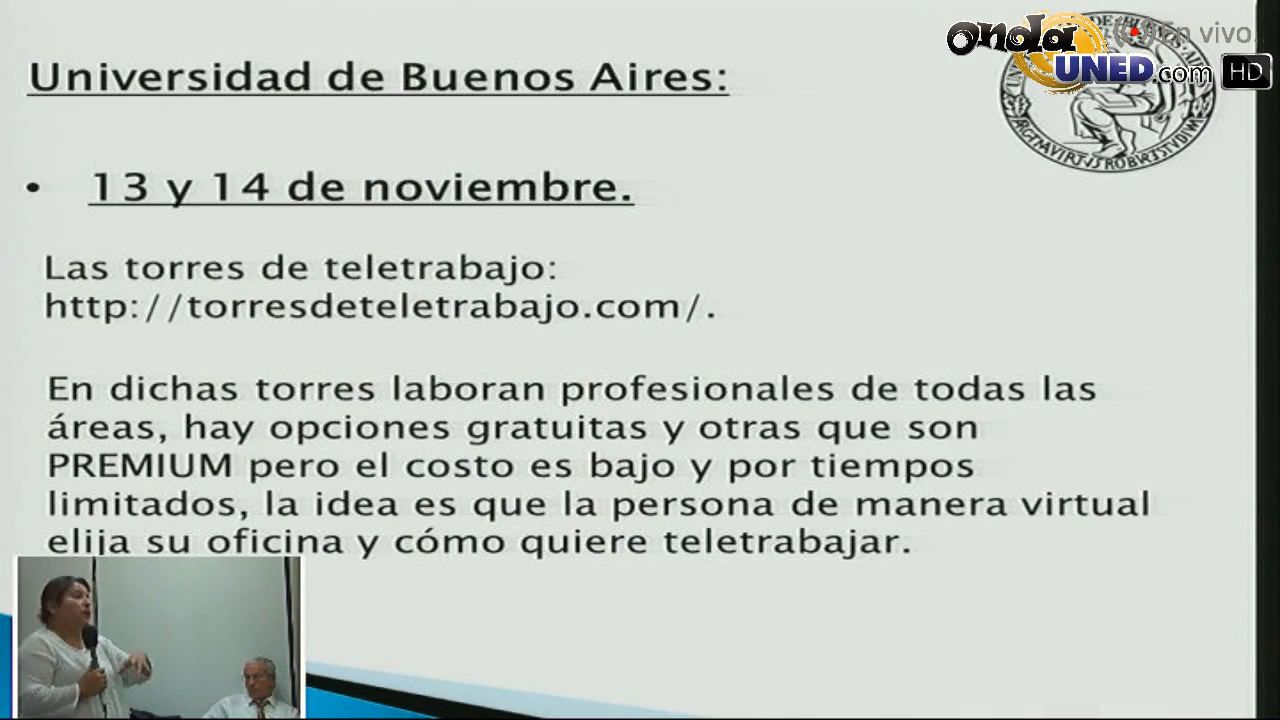 onda
UNED.com
En vivo
HD
Universidad de Buenos Aires:
• 13 y 14 de noviembre.
Las torres de teletrabajo:
http://torresdeteletrabajo.com/.
En dichas torres laboran profesionales de todas las
áreas, hay opciones gratuitas y otras que son
PREMIUM pero el costo es bajo y por tiempos
limitados, la idea es que la persona de manera virtual
elija su oficina y cómo quiere teletrabajar.